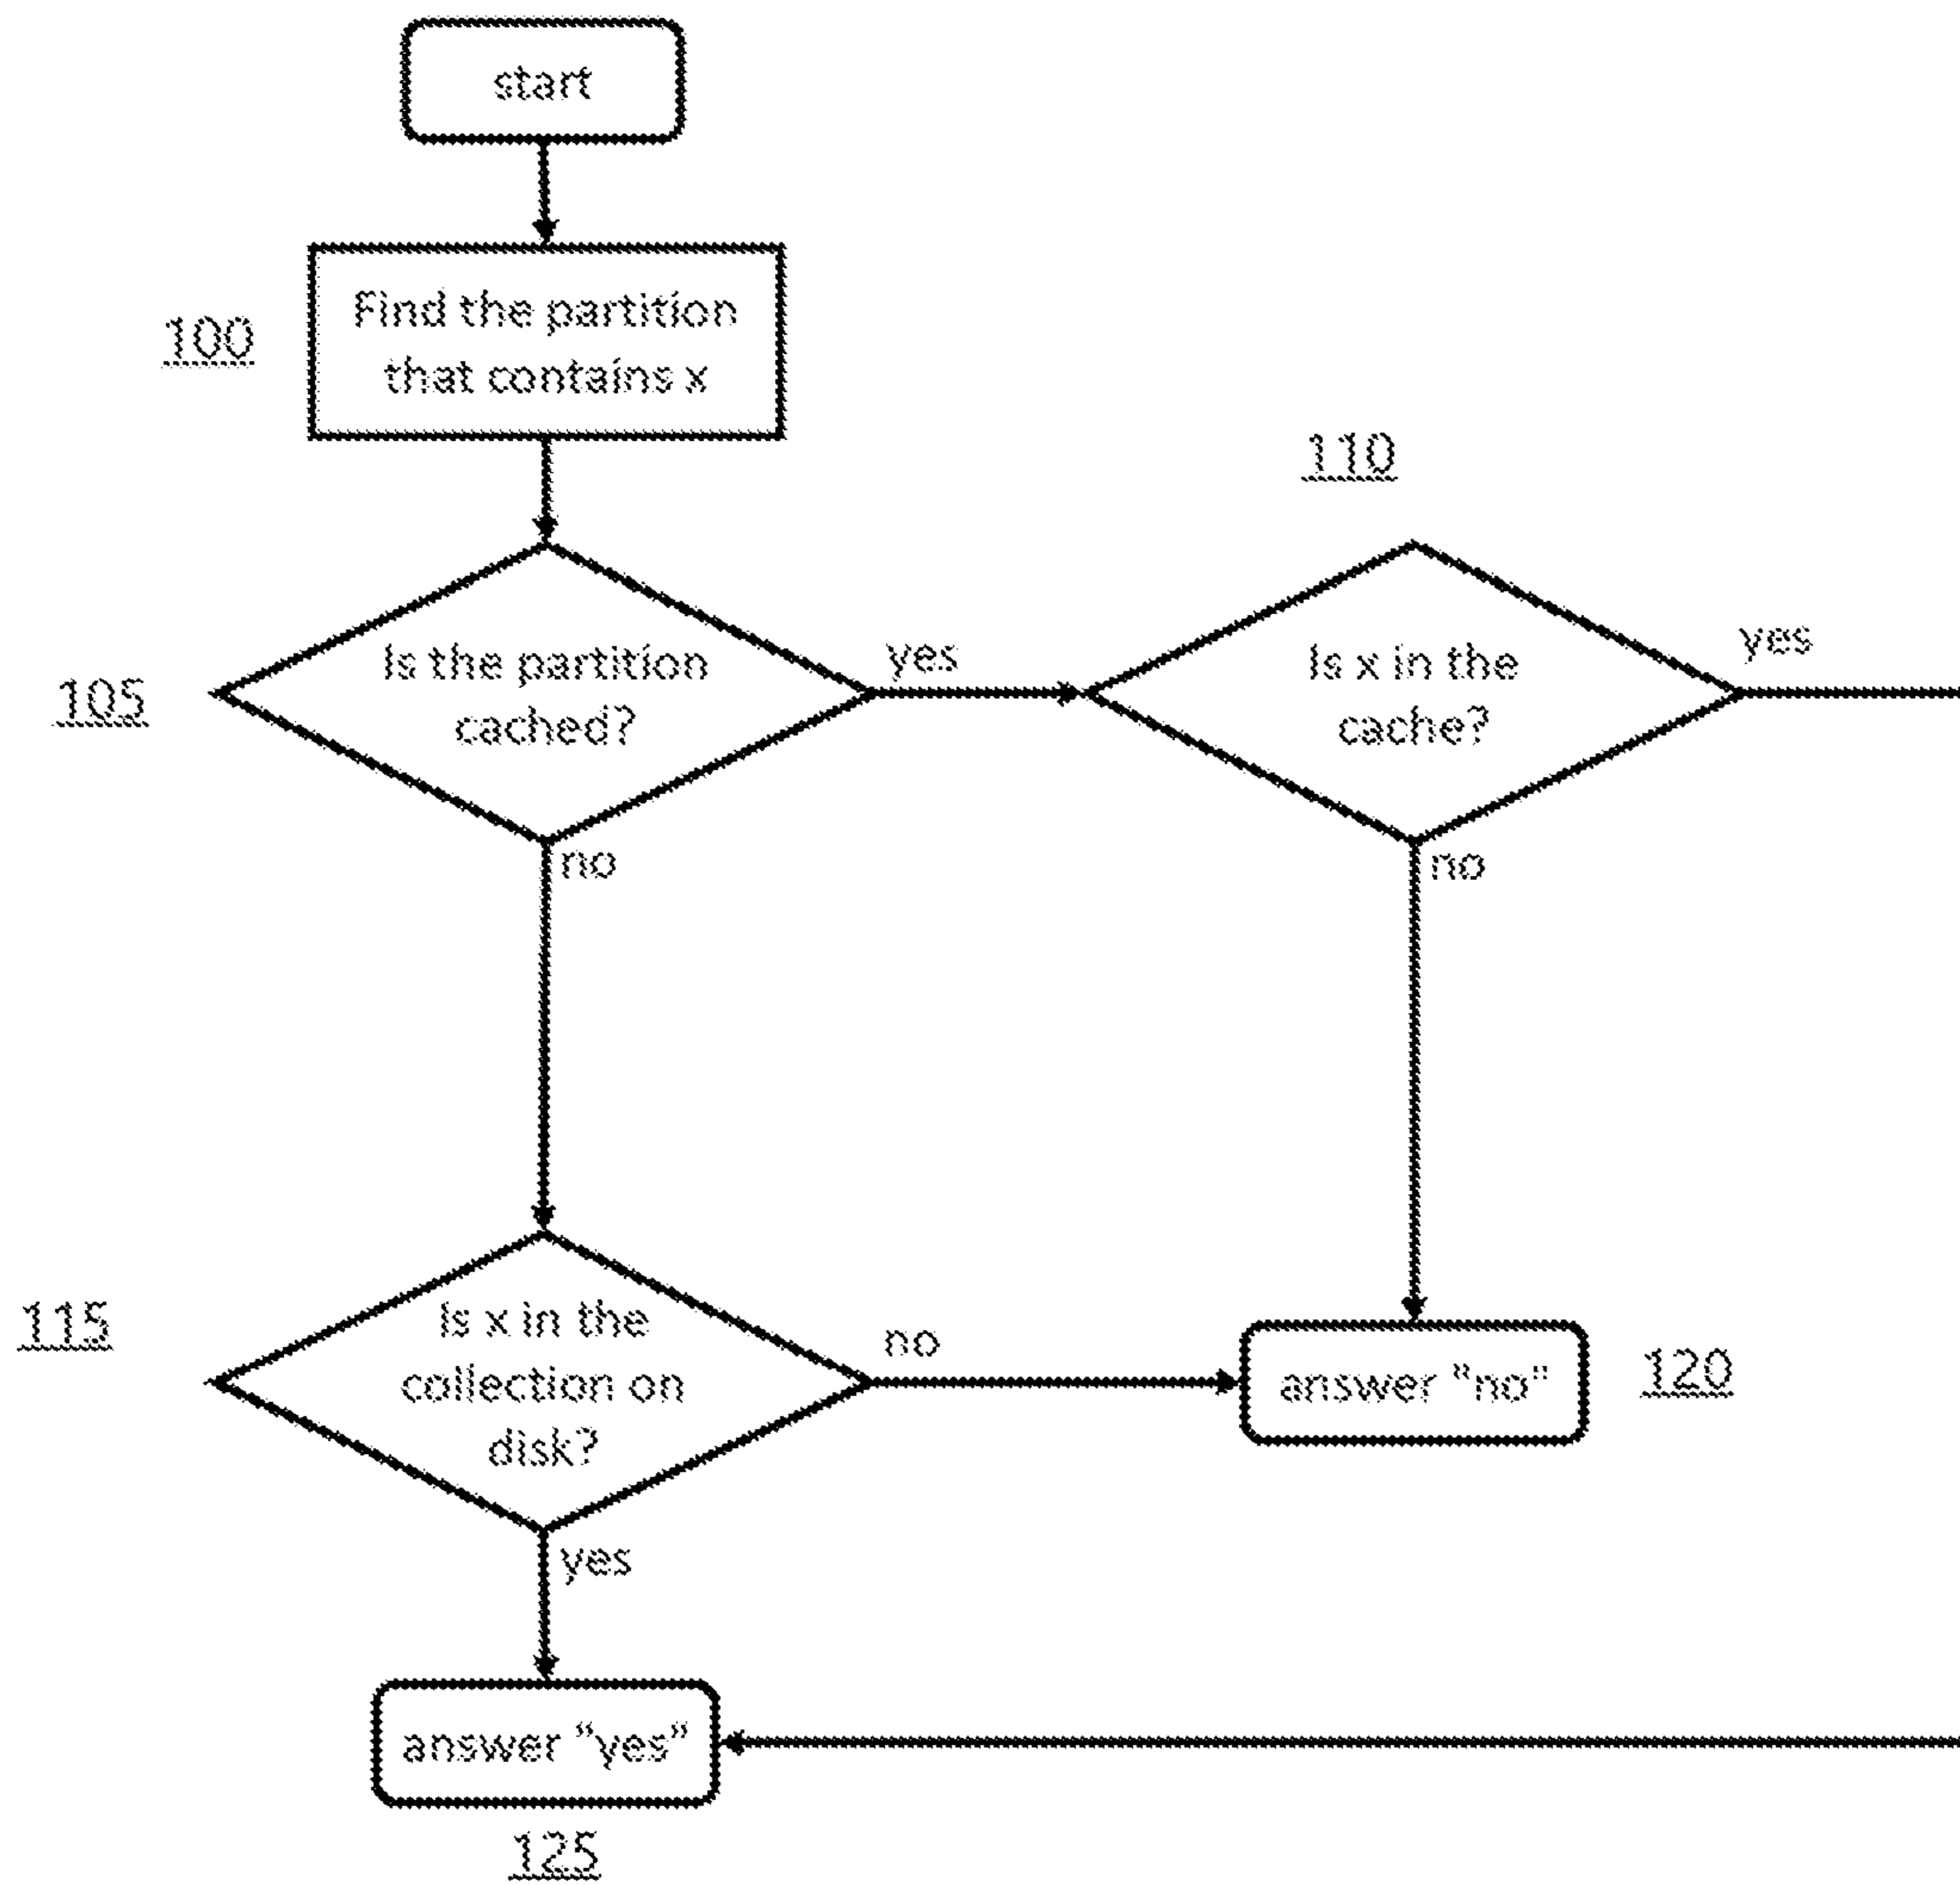 start
100
Find the partition
that contains x
110
105
Is the partition
cached?
yes
Is x in the
cache?
yes
no
no
115
Is x in the
collection on
disk?
no
answer "no"
120
yes
answer "yes"
125